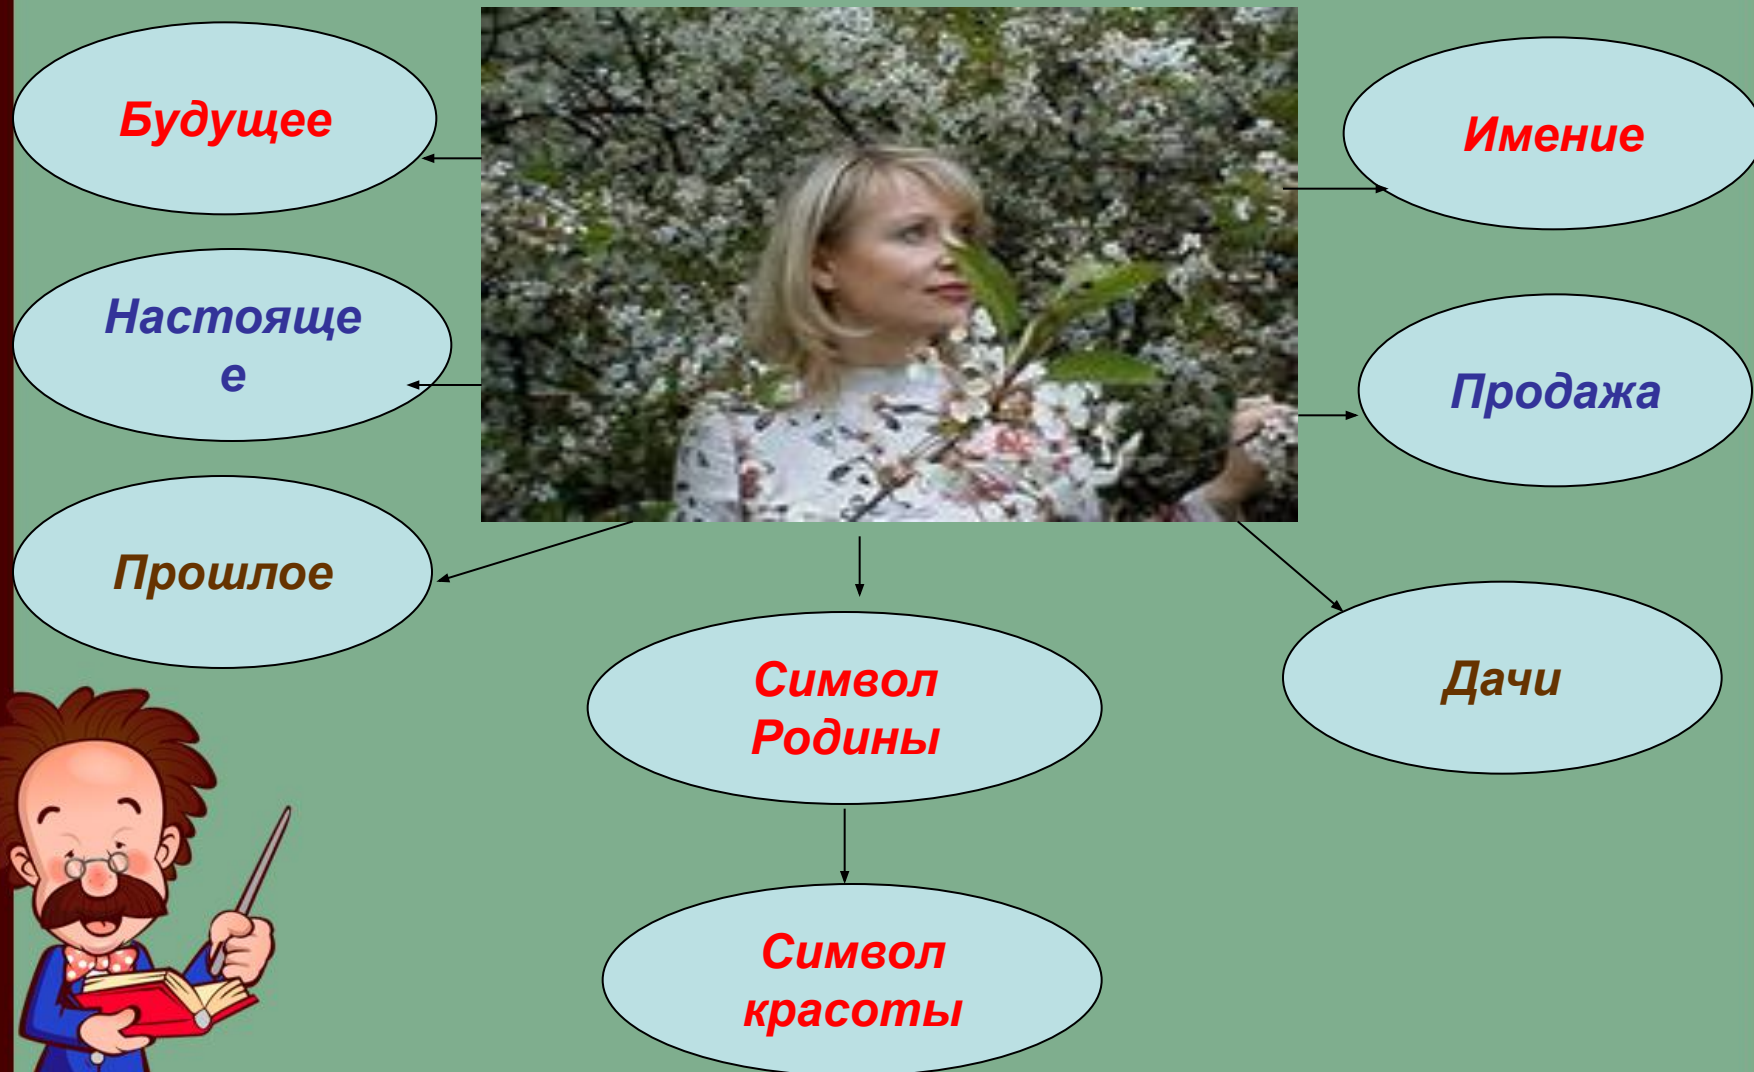 Будущее
Имение
Настояще
е
Продажа
Прошлое
Символ
Родины
Дачи
Символ
красоты